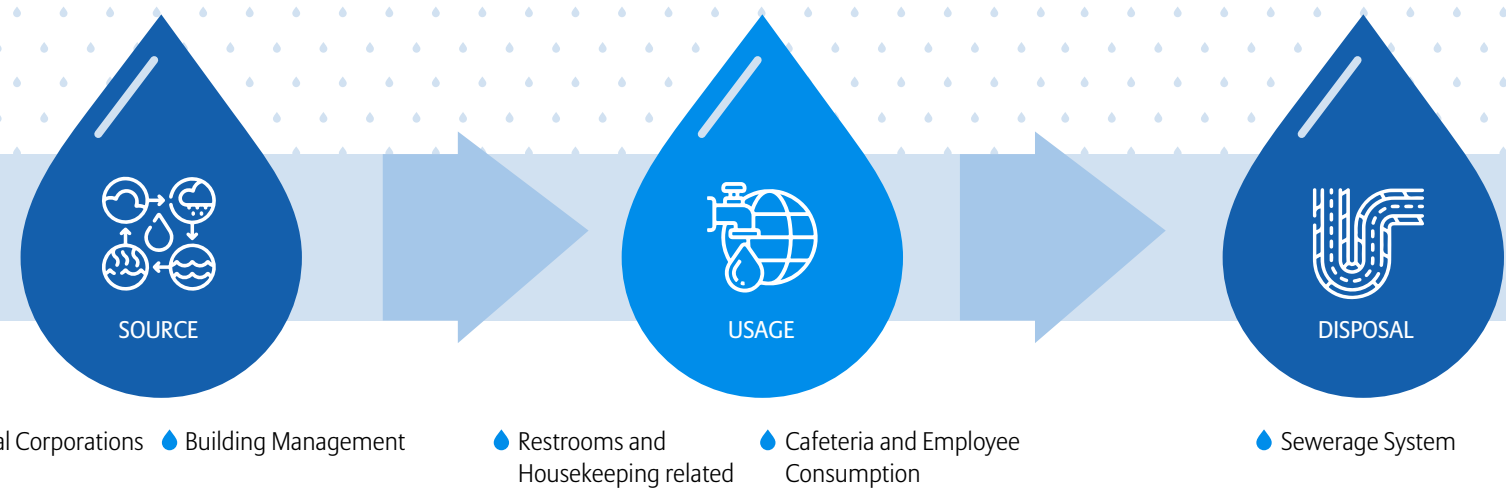 SOURCE
USAGE
DISPOSAL
al Corporations
Building Management
Restrooms and
Housekeeping related
Cafeteria and Employee
Consumption
Sewerage System